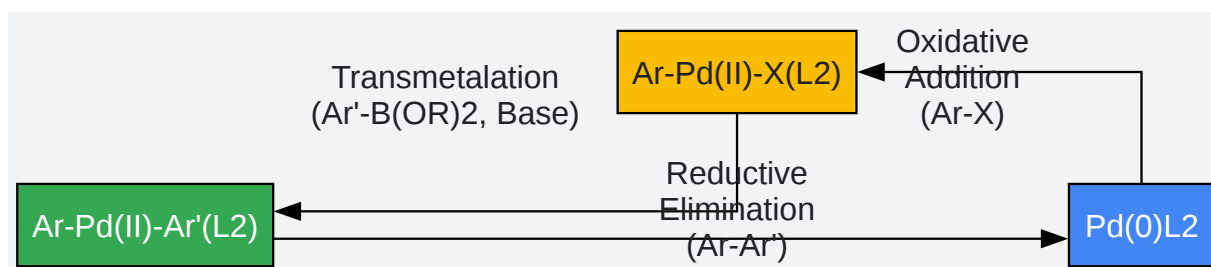 Transmetalation
(Ar'-B(OR)2, Base)
Ar-Pd(II)-X(L2)
Oxidative
Addition
(Ar-X)
Reductive
Elimination
(Ar-Ar')
Ar-Pd(II)-Ar'(L2)
Pd(0)L2